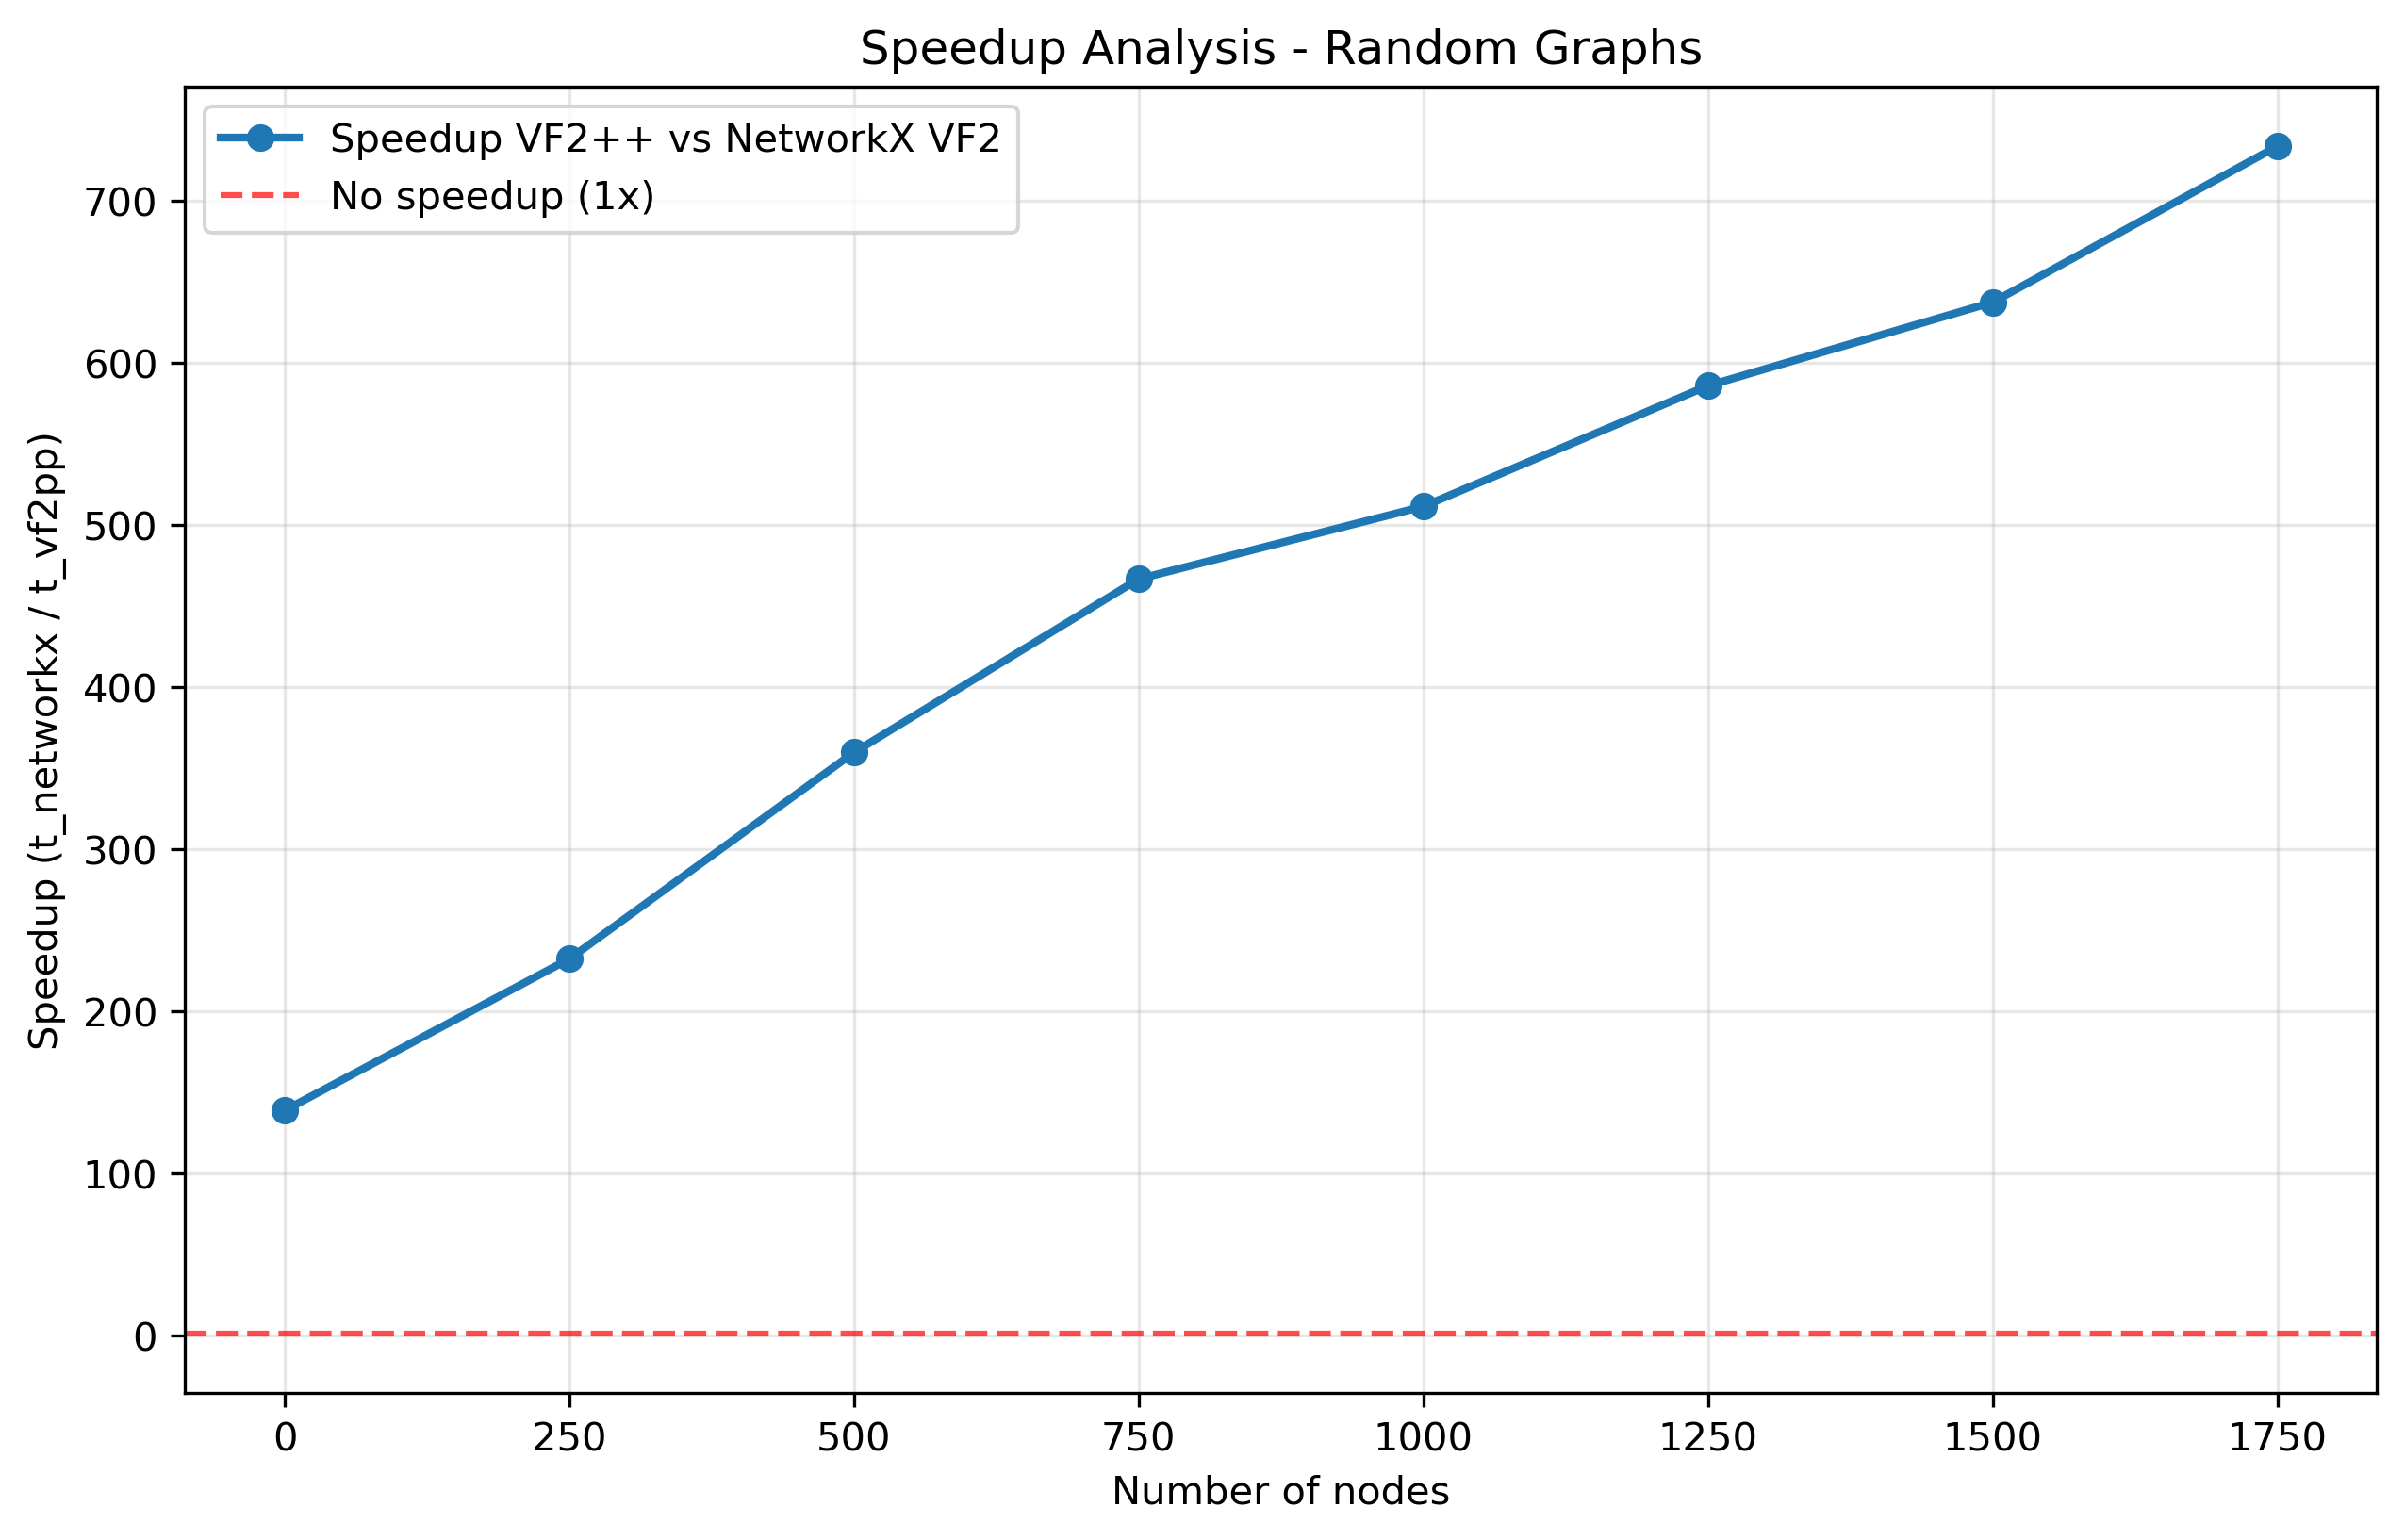 Speedup Analysis - Random Graphs
Speedup VF2++ vs NetworkX VF2
No speedup (1x)
Speedup (t_networkx / t_vf2pp)
700
600
500
400
300
200
100
0
0 250 500 750 1000 1250 1500 1750
Number of nodes